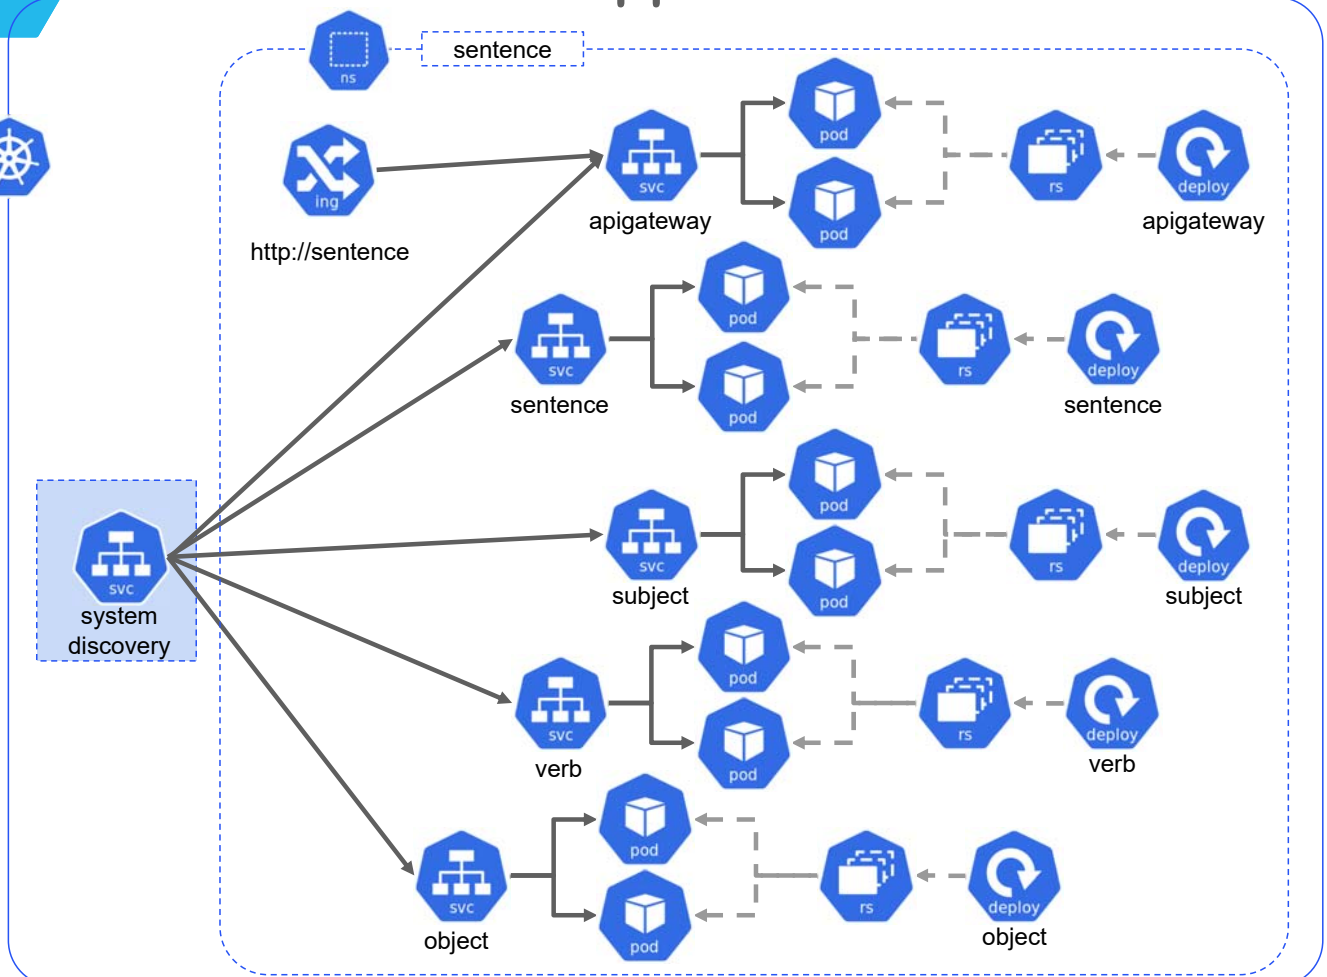 ns
sentence
ing
http://sentence
svc
apigateway
pod
pod
rs
deploy
apigateway
svc
sentence
pod
pod
rs
deploy
sentence
svc
system
discovery
svc
subject
pod
pod
rs
deploy
subject
svc
verb
pod
pod
rs
deploy
verb
svc
object
pod
pod
rs
deploy
object